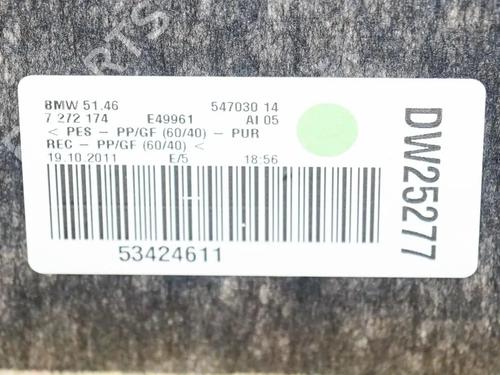 BMW 51.46 547030 14
7 272 174 E49961 AI 05
< PES - PP/GF (60/40) - PUR
REC - PP/GF (60/40) <
19.10.2011 E/5 18:56
53424611
DW25277